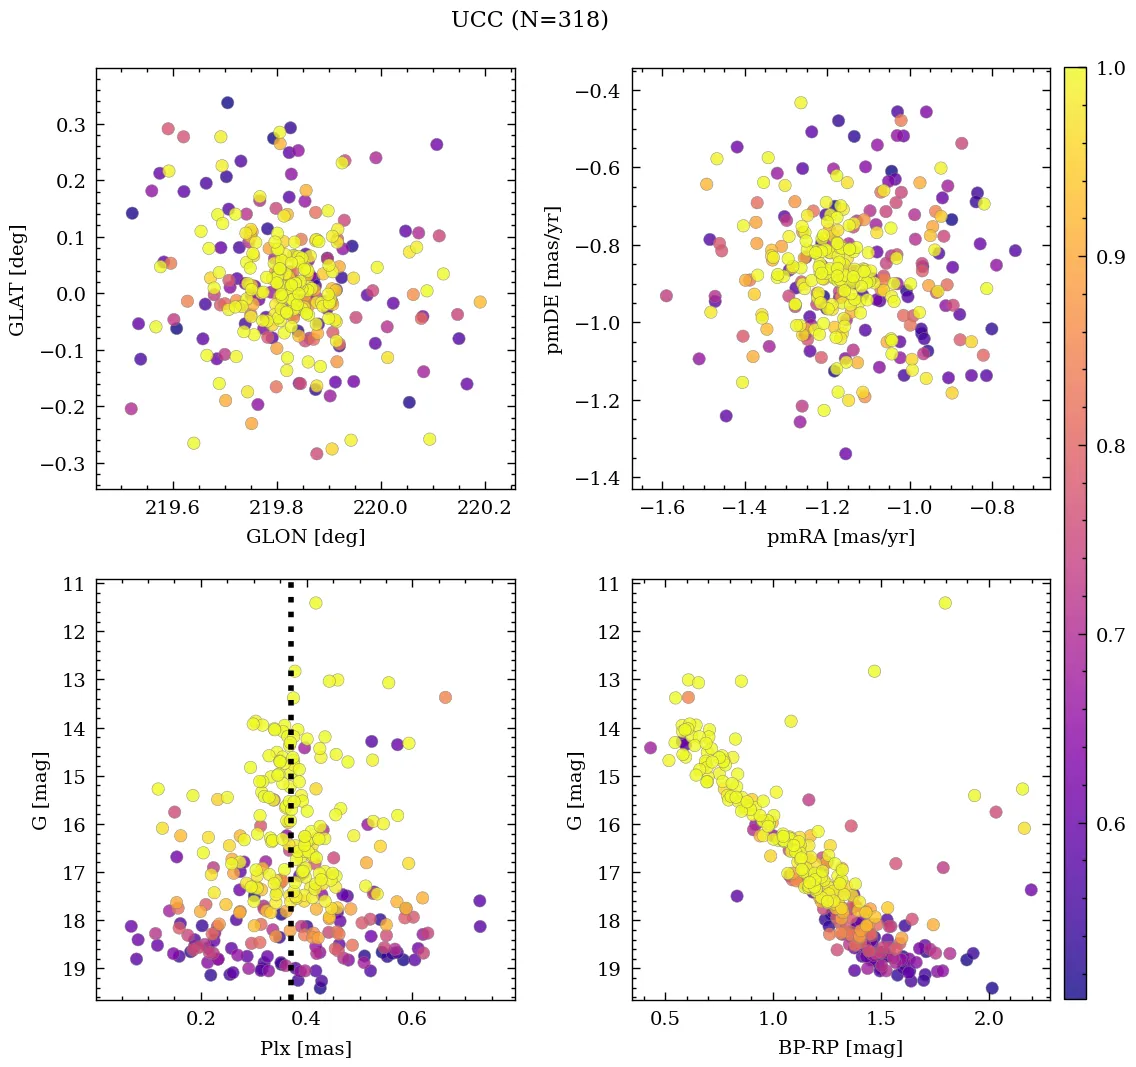 UCC (N=318)
0.3
0.2
0.1
0.0
−0.1
−0.2
−0.3
GLAT [deg]
219.6 219.8 220.0 220.2
GLON [deg]
−0.4
−0.6
−0.8
−1.0
−1.2
−1.4
pmDE [mas/yr]
−1.6 −1.4 −1.2 −1.0 −0.8
pmRA [mas/yr]
11
12
13
14
15
16
17
18
19
G [mag]
0.2 0.4 0.6
Plx [mas]
11
12
13
14
15
16
17
18
19
G [mag]
0.5 1.0 1.5 2.0
BP-RP [mag]
1.0
0.9
0.8
0.7
0.6